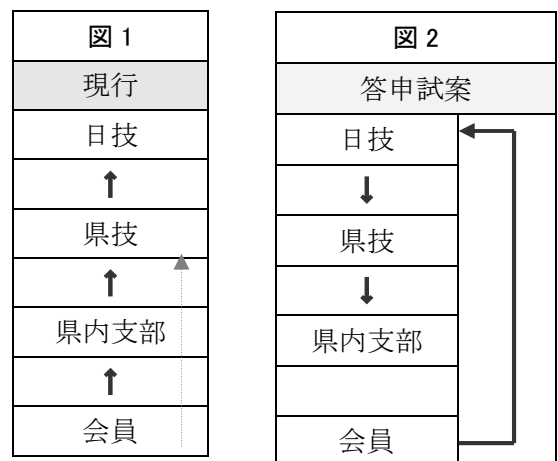 図 1
現行
日技
↑
県技
↑
県内支部
↑
会員
図 2
答申試案
日技
↓
県技
↓
県内支部
会員